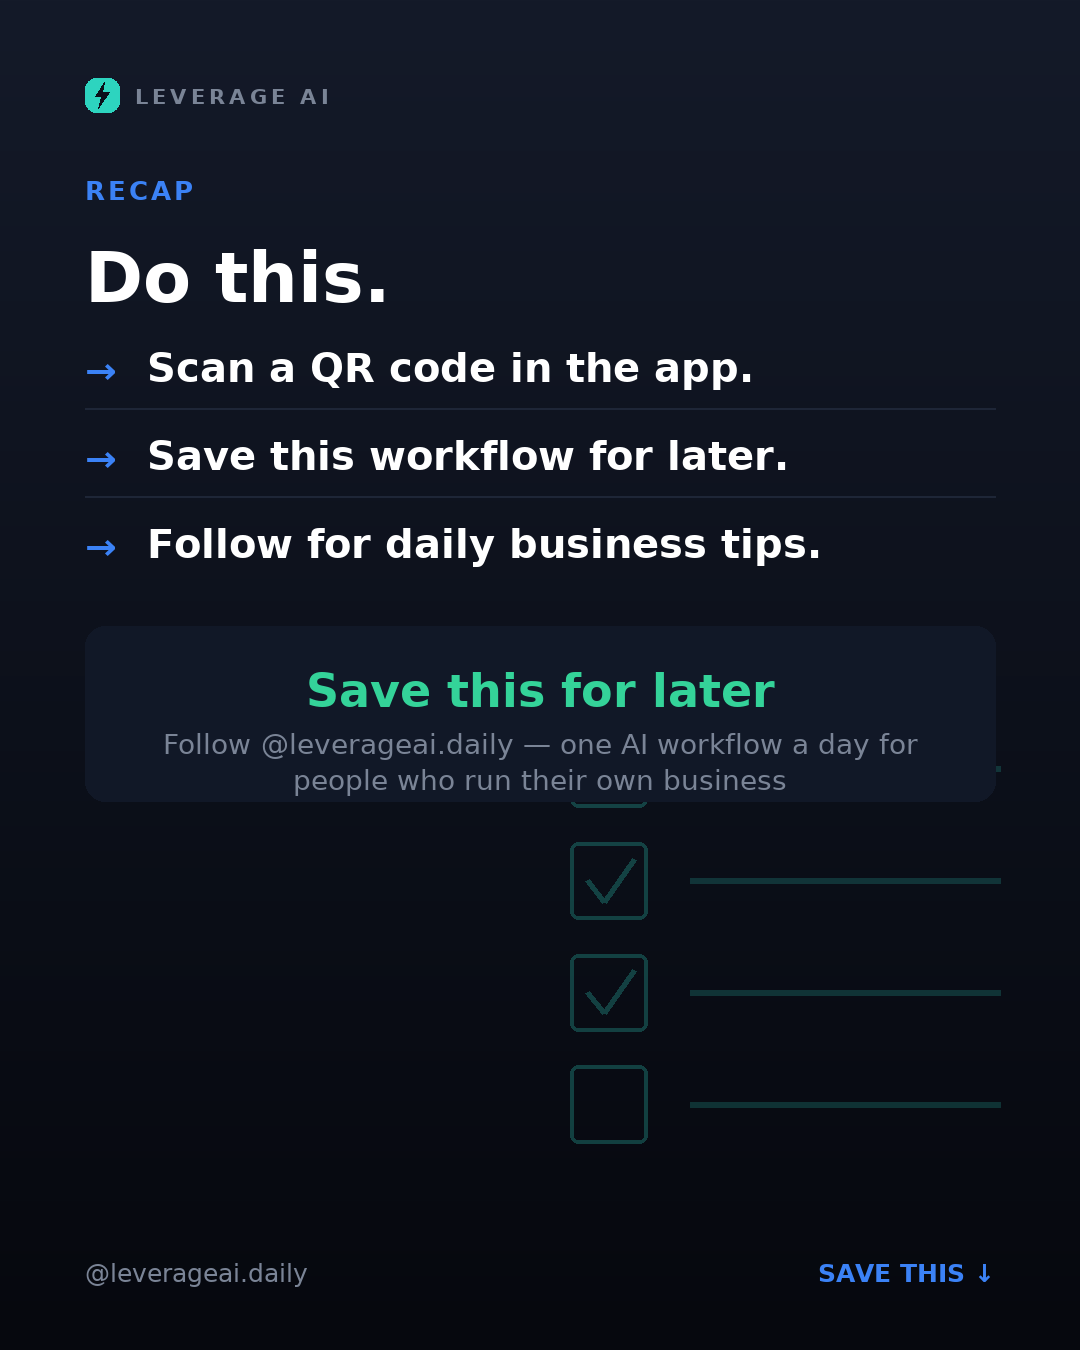 LEVERAGE AI
RECAP
Do this.
→ Scan a QR code in the app.
→ Save this workflow for later.
→ Follow for daily business tips.
Save this for later
Follow @leverageai.daily — one AI workflow a day for
people who run their own business
@leverageai.daily
SAVE THIS ↓